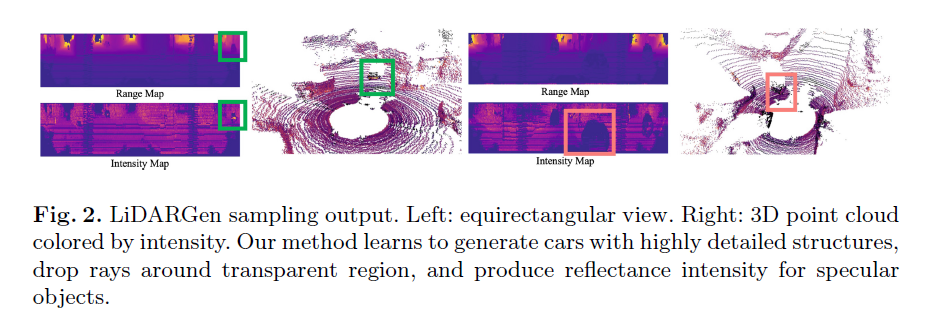 Range Map
Intensity Map
Range Map
Intensity Map
Fig. 2. LiDARGen sampling output. Left: equirectangular view. Right: 3D point cloud
colored by intensity. Our method learns to generate cars with highly detailed structures,
drop rays around transparent region, and produce reflectance intensity for specular
objects.